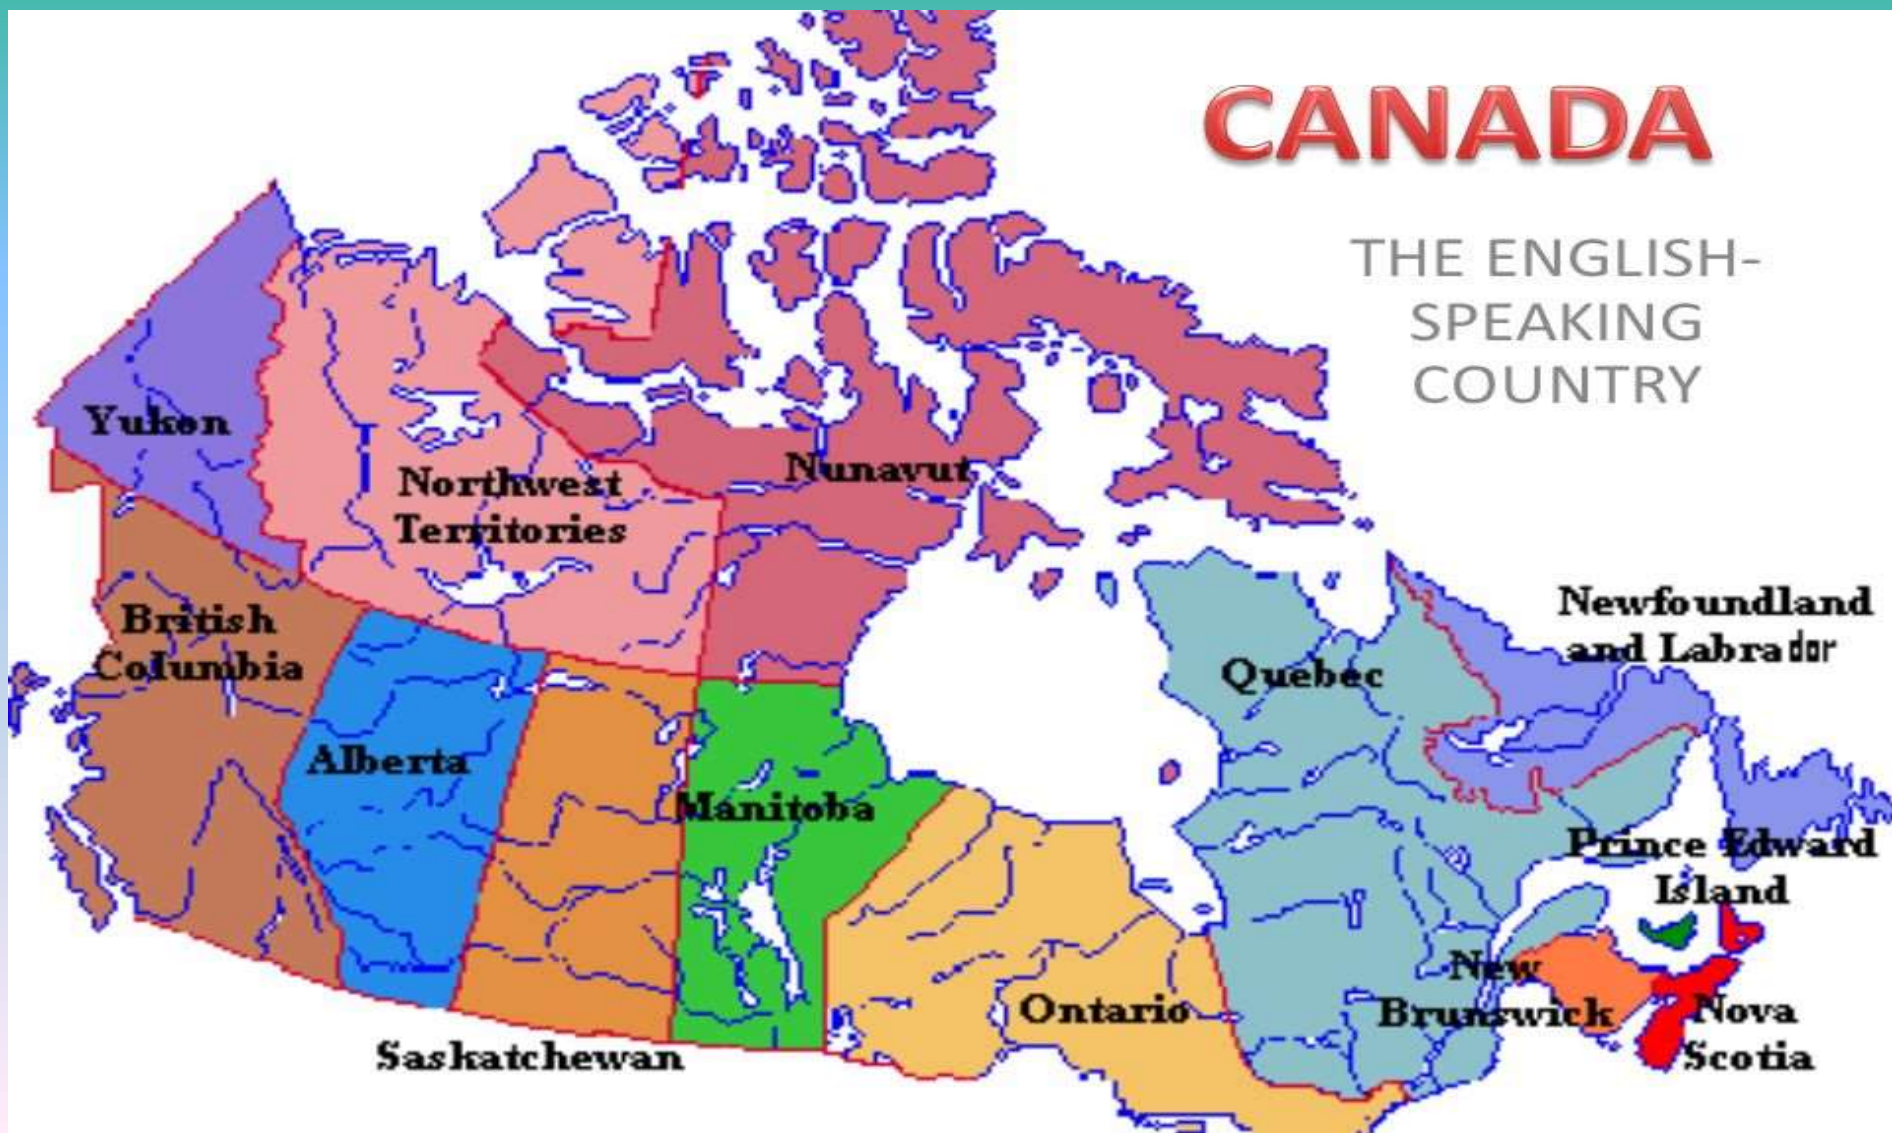 CANADA
THE ENGLISH-
SPEAKING
COUNTRY
Yukon
Northwest
Territories
Nunavut
British
Columbia
Newfoundland
and Labrador
Quebec
Alberta
Manitoba
Prince Edward
Island
New
Brunswick
Ontario
Nova
Scotia
Saskatchewan